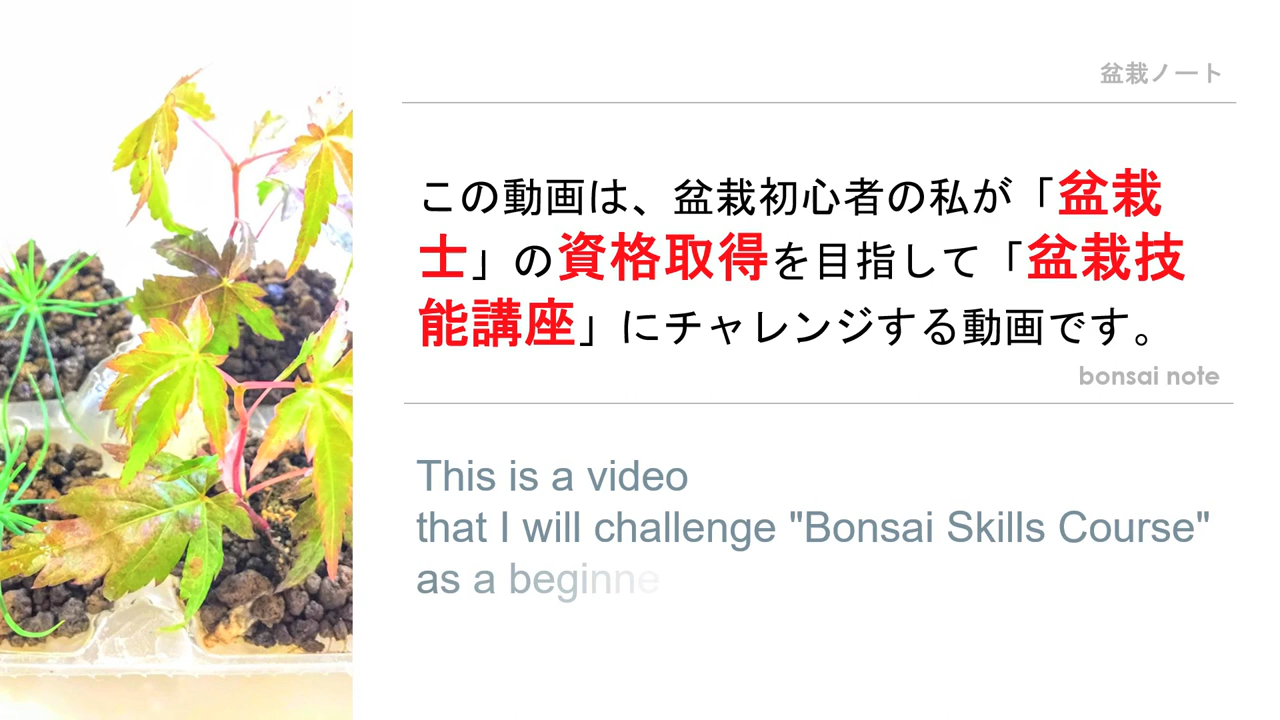 盆栽ノート
この動画は、盆栽初心者の私が「盆栽
士」の資格取得を目指して「盆栽技
能講座」にチャレンジする動画です。
bonsai note
This is a video
that I will challenge "Bonsai Skills Course"
as a beginne